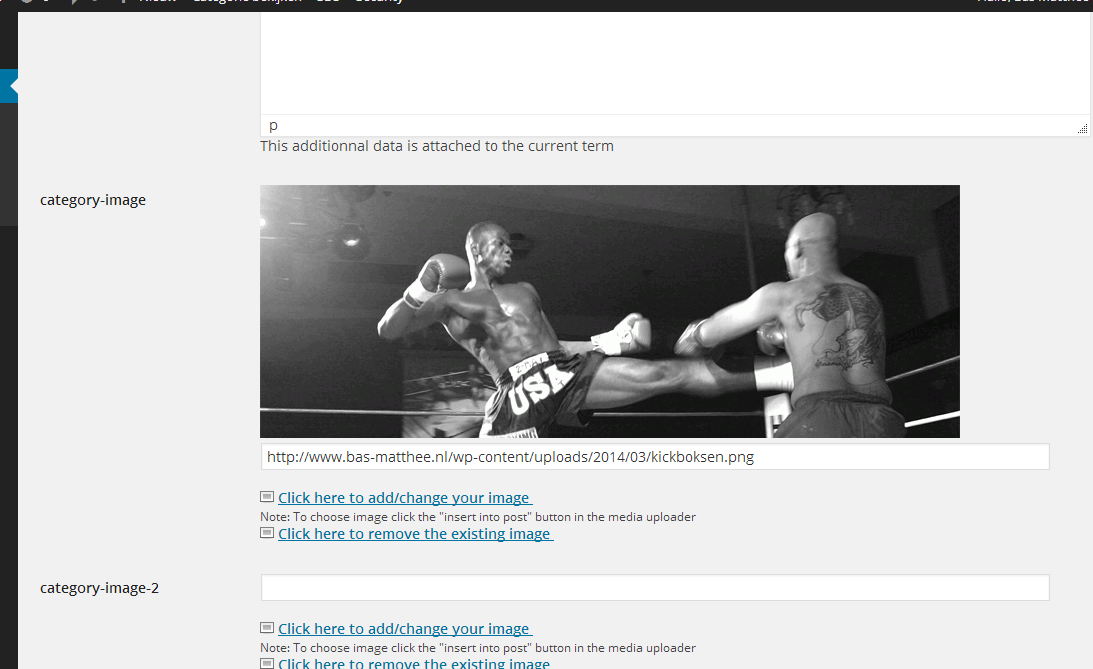 p
This additionnal data is attached to the current term
category-image
USA
http://www.bas-matthee.nl/wp-content/uploads/2014/03/kickboksen.png
Click here to add/change your image
Note: To choose image click the "insert into post" button in the media uploader
Click here to remove the existing image
category-image-2
Click here to add/change your image
Note: To choose image click the "insert into post" button in the media uploader
Click here to remove the existing image